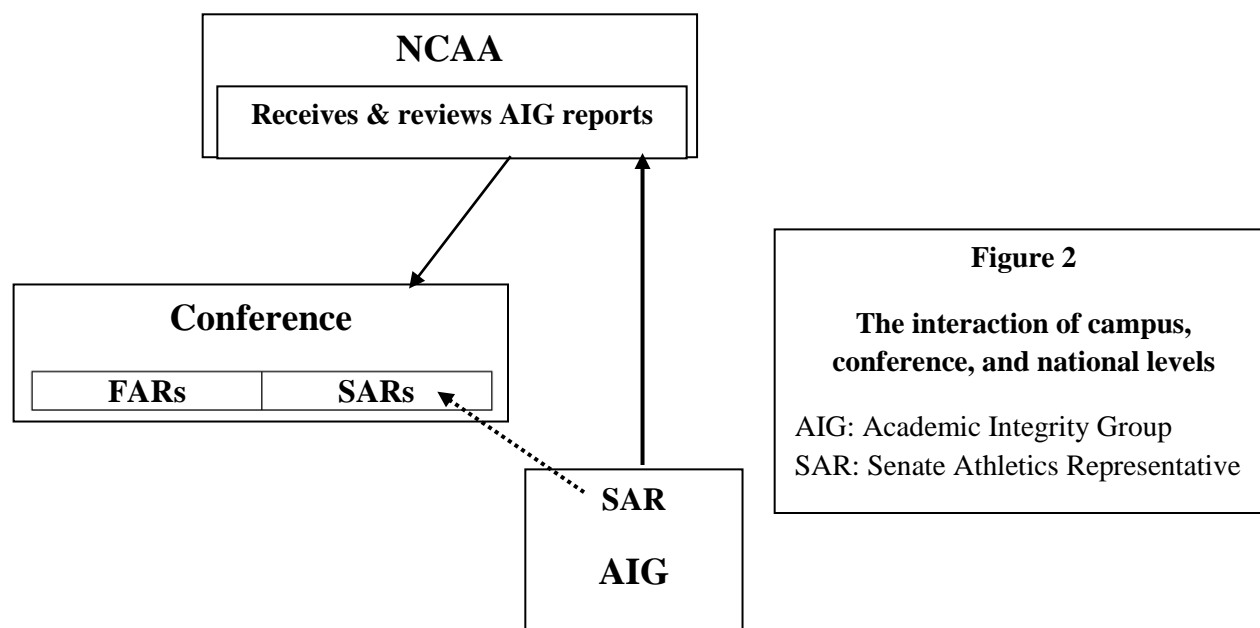 NCAA
Receives & reviews AIG reports
Conference
FARs SARs
SAR
AIG
Figure 2
The interaction of campus,
conference, and national levels
AIG: Academic Integrity Group
SAR: Senate Athletics Representative